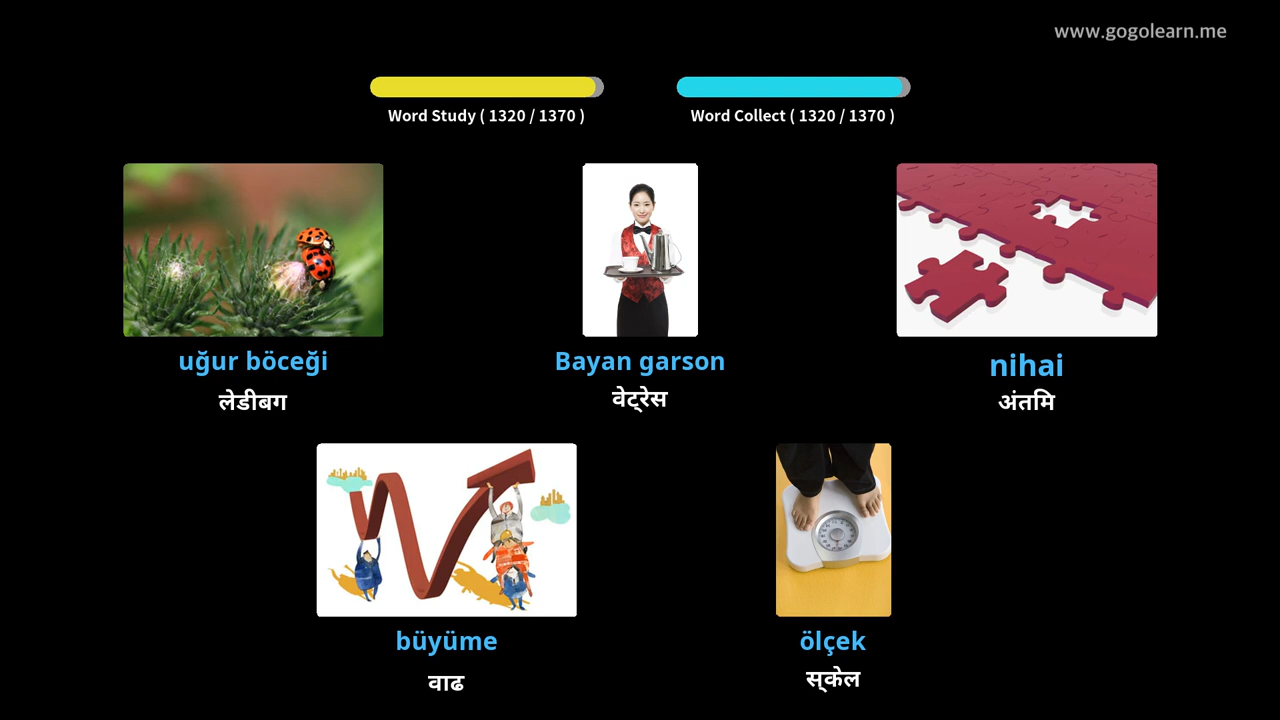 www.gogolearn.me
Word Study ( 1320 / 1370 )
Word Collect ( 1320 / 1370 )
uğur böceği
लेडीबग
Bayan garson
वेट्रेस
nihai
अंतमि
büyüme
वाढ
ölçek
स्केल